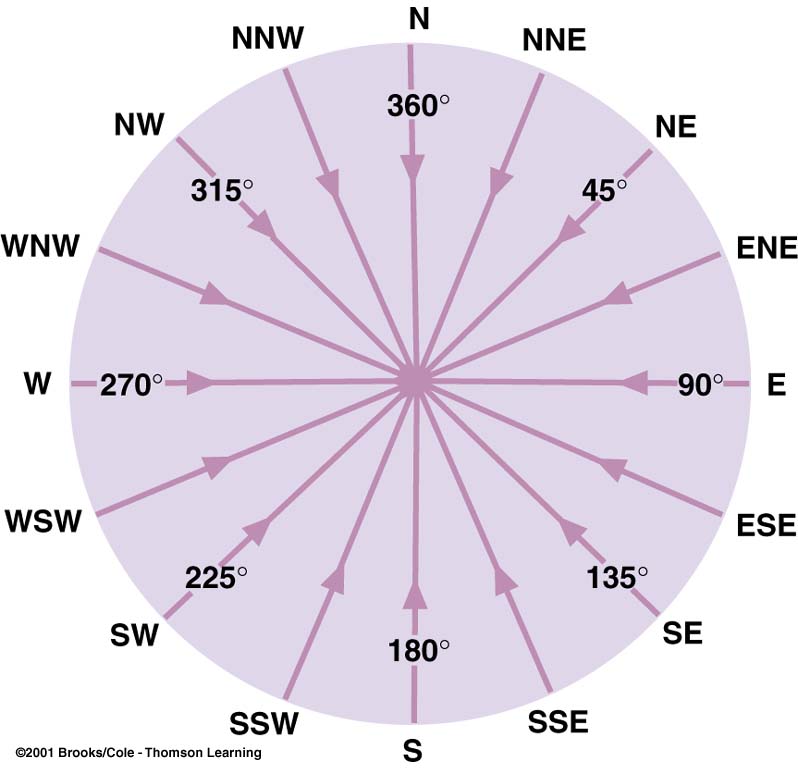 N
NNW
NNE
360°
NW
NE
315°
45°
WNW
ENE
W
270°
90°
E
WSW
ESE
225°
135°
SW
SE
180°
SSW
SSE
S
©2001 Brooks/Cole - Thomson Learning